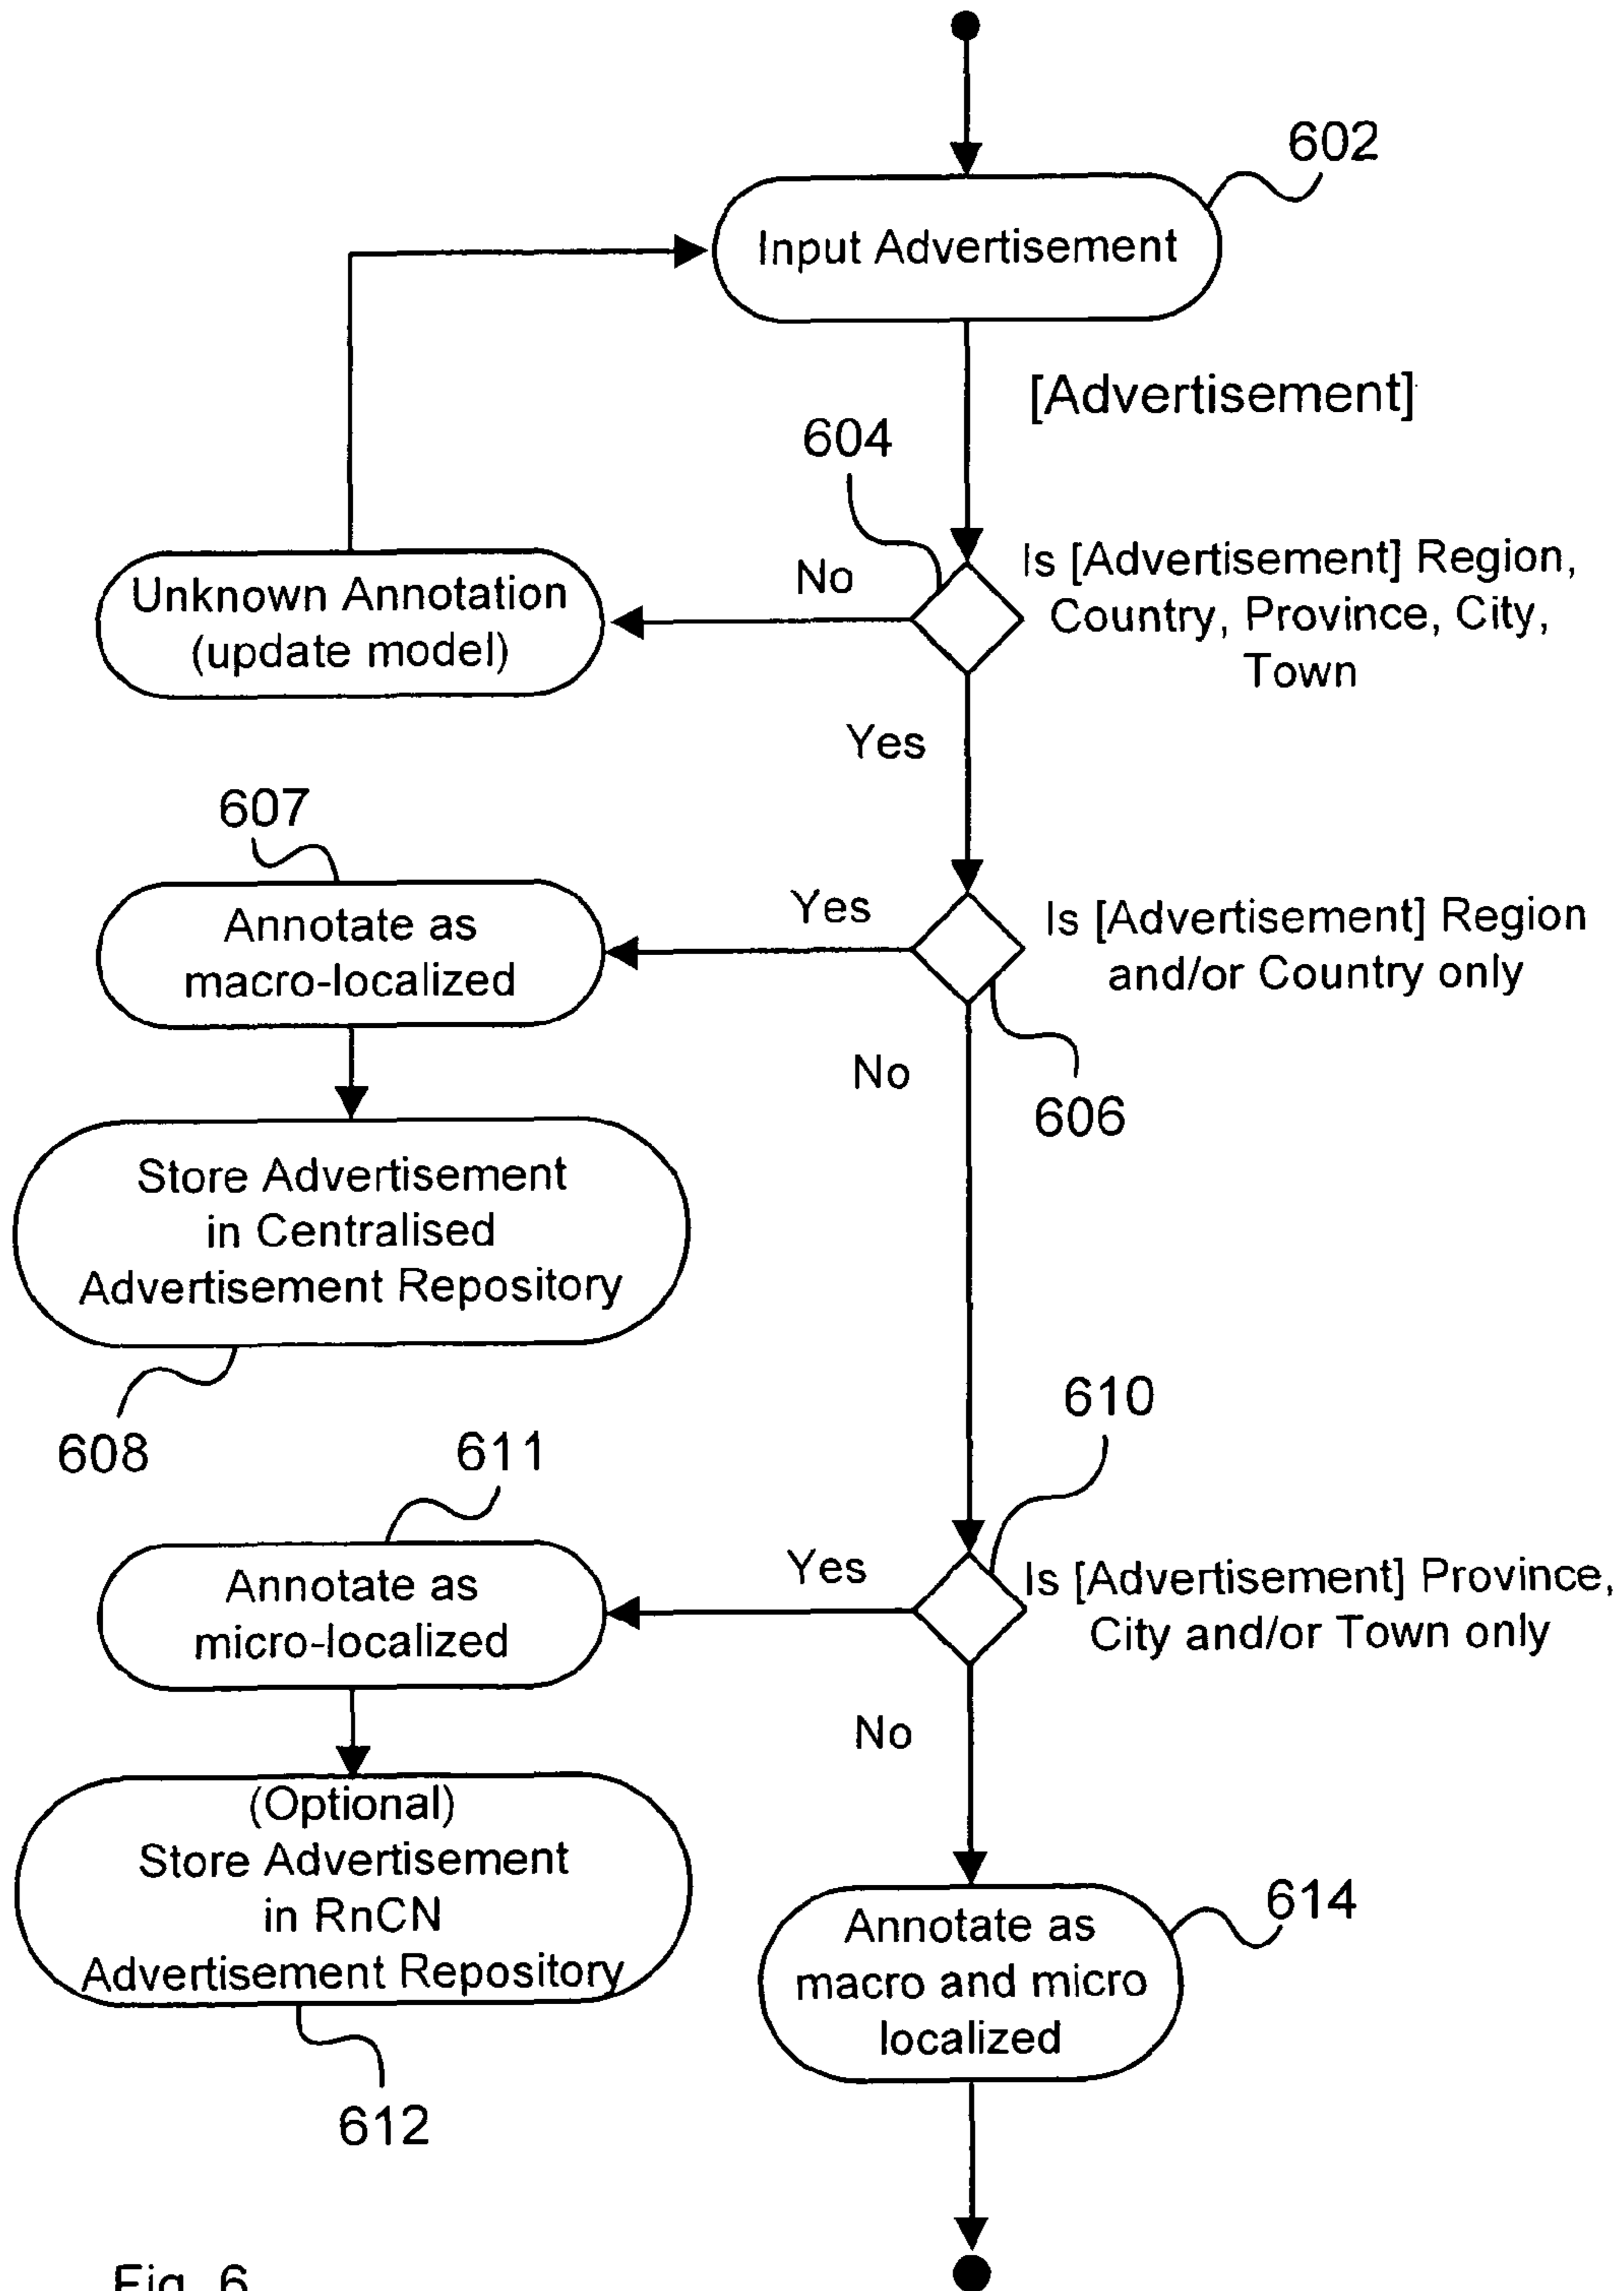 602
Input Advertisement
[Advertisement]
604
Is [Advertisement] Region,
Country, Province, City,
Town
No
Unknown Annotation
(update model)
Yes
607
Yes
Is [Advertisement] Region
and/or Country only
Annotate as
macro-localized
No
606
Store Advertisement
in Centralised
Advertisement Repository
608
611
610
Yes
Is [Advertisement] Province,
City and/or Town only
Annotate as
micro-localized
No
(Optional)
Store Advertisement
in RnCN
Advertisement Repository
612
614
Annotate as
macro and micro
localized
Fig. 6